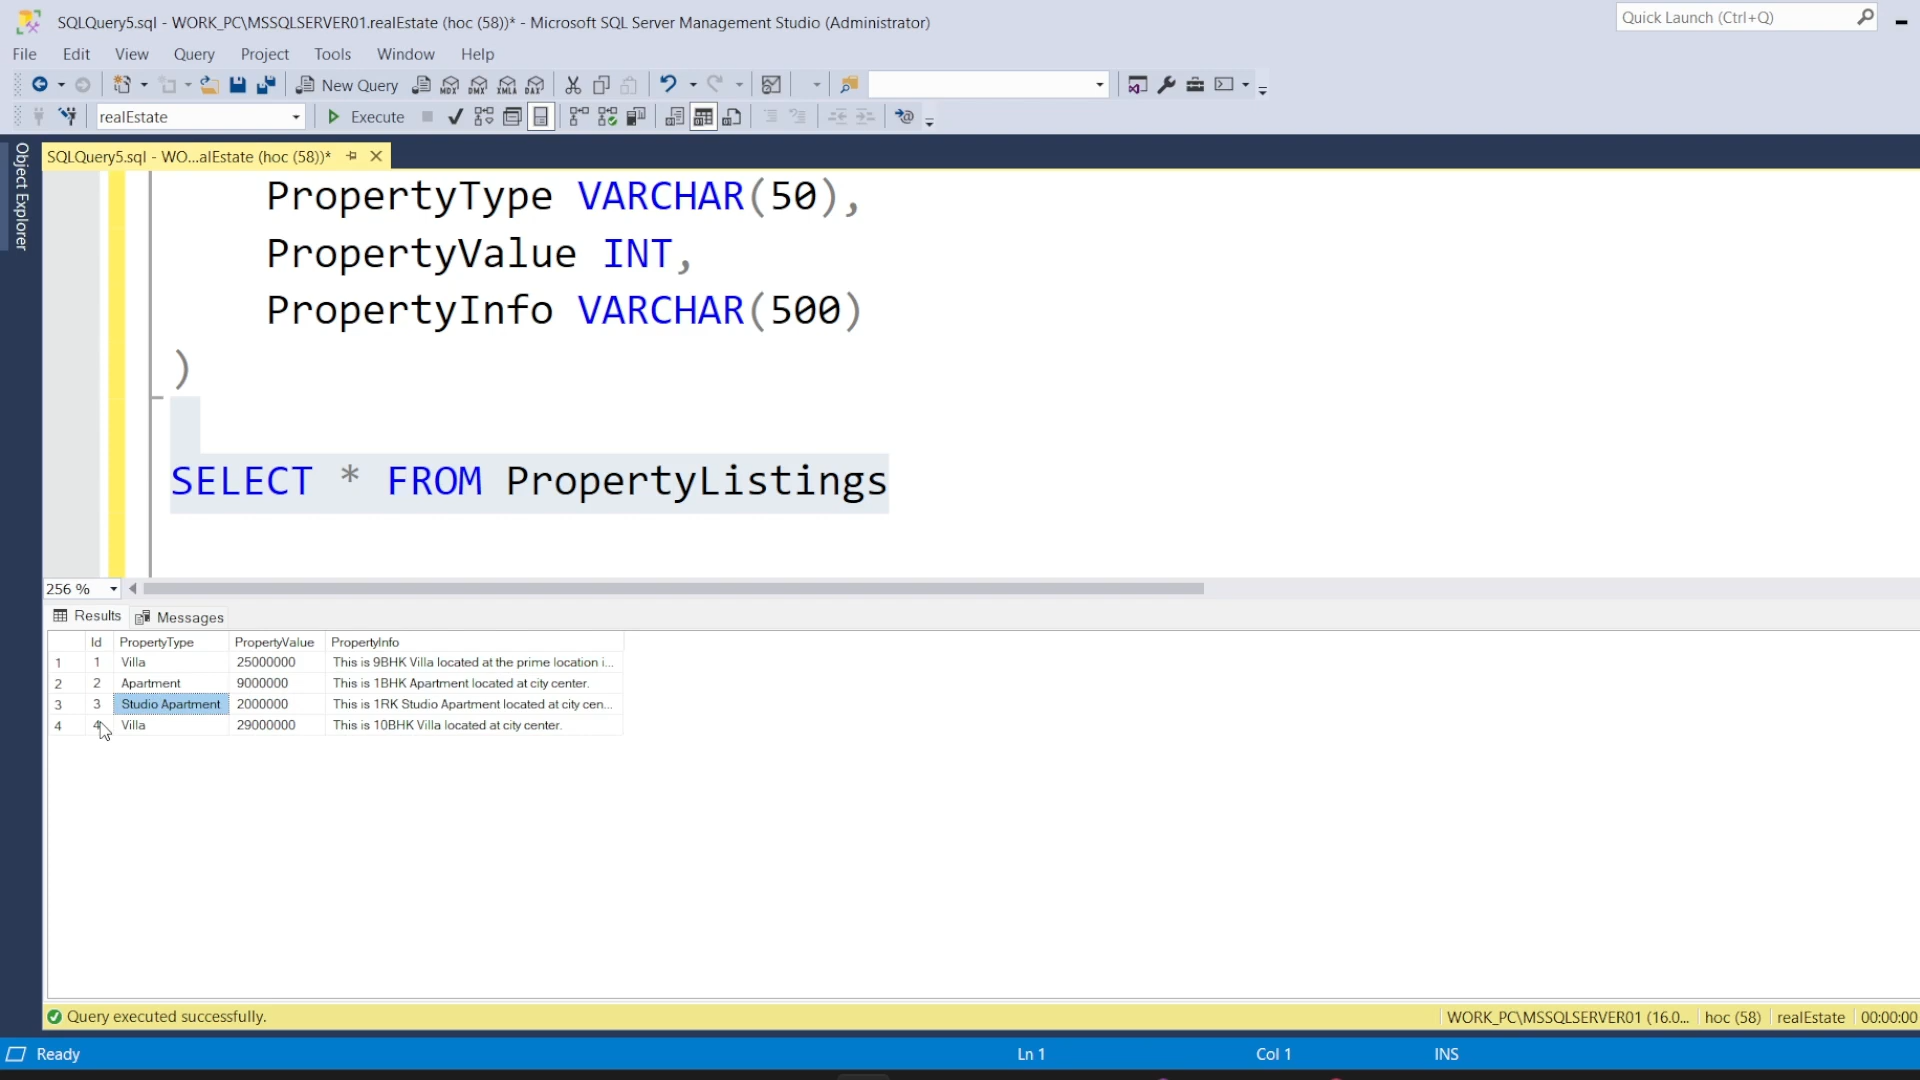 SQLQuery5.sql - WORK_PC\MSSQLSERVER01.realEstate (hoc (58))* - Microsoft SQL Server Management Studio (Administrator)
Quick Launch (Ctrl+Q)
File Edit View Query Project Tools Window Help
New Query MDX DMX XMLA DAX
realEstate Execute
Object Explorer
SQLQuery5.sql - WO...alEstate (hoc (58))*
PropertyType VARCHAR(50),
PropertyValue INT,
PropertyInfo VARCHAR(500)
)
SELECT * FROM PropertyListings
256 %
Results Messages
Id PropertyType PropertyValue PropertyInfo
1 1 Villa 25000000 This is 9BHK Villa located at the prime location i...
2 2 Apartment 9000000 This is 1BHK Apartment located at city center.
3 3 Studio Apartment 2000000 This is 1RK Studio Apartment located at city cen...
4 4 Villa 29000000 This is 10BHK Villa located at city center.
Query executed successfully. WORK_PC\MSSQLSERVER01 (16.0... hoc (58) realEstate 00:00:00
Ready Ln 1 Col 1 INS